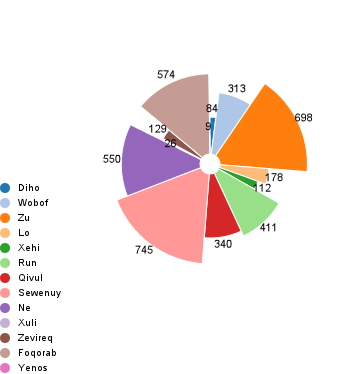 574
84
313
9
698
129
26
550
178
112
411
340
745
Diho
Wobof
Zu
Lo
Xehi
Run
Qivul
Sewenuy
Ne
Xuli
Zevireq
Foqorab
Yenos